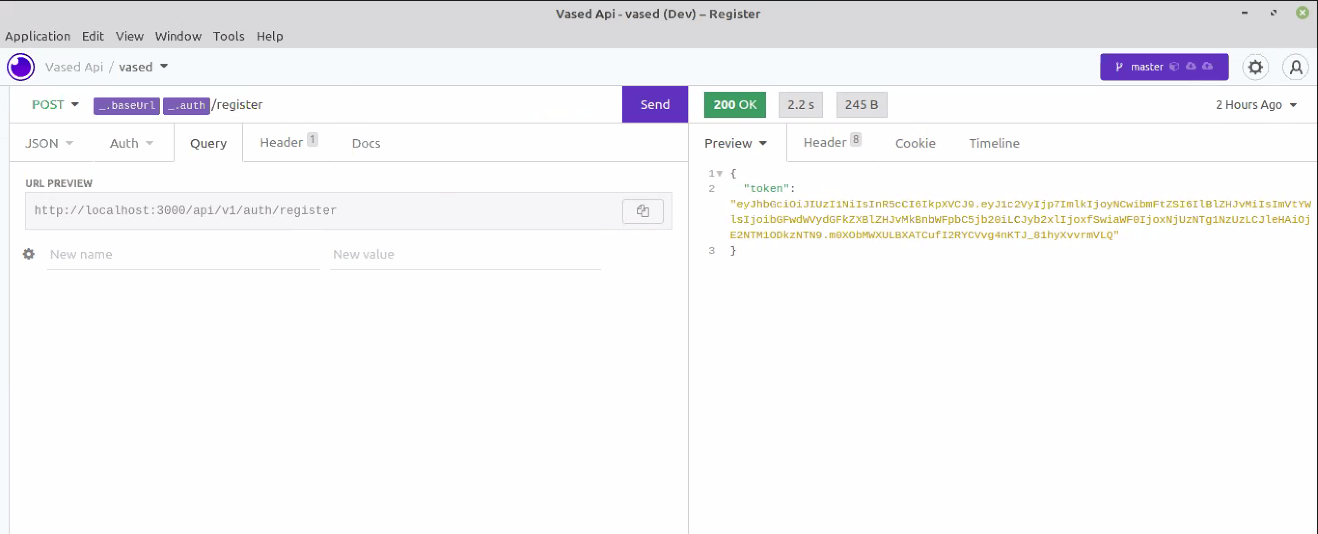 Vased Api - vased (Dev) – Register
Application Edit View Window Tools Help
Vased Api / vased
master
POST _.baseUrl _.auth /register
Send
200 OK 2.2 s 245 B
2 Hours Ago
JSON Auth Query Header 1 Docs
Preview Header 8 Cookie Timeline
URL PREVIEW
http://localhost:3000/api/v1/auth/register
New name New value
1 {
2 "token":
"eyJhbGciOiJIUzI1NiIsInR5cCI6IkpXVCJ9.eyJ1c2VyIjp7ImlkIjoyNCwibmFtZSI6IlBlZHJvMiIsImVtYW
lsIjoibGFwdWVydGFkZXBlZHJvMkBnbWFpbC5jb20iLCJyb2xlIjoxfSwiaWF0IjoxNjUzNTg1NzUzLCJleHAiOj
E2NTM1ODkzNTN9.m0XObMWXULBXATCufI2RYCVvg4nKTJ_81hyXvvrmVLQ"
3 }